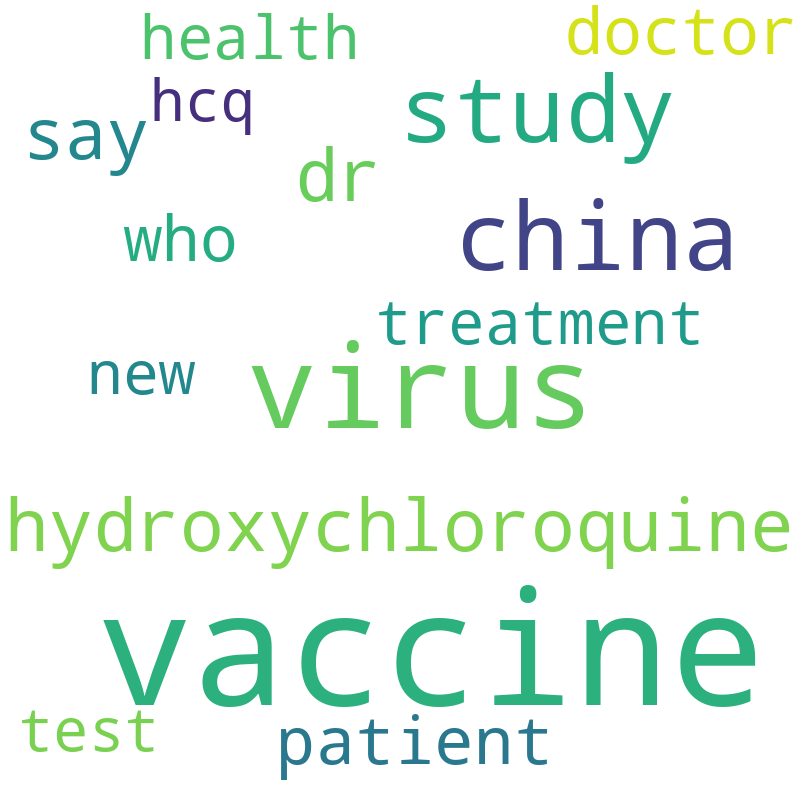 health
doctor
hcq
study
say
dr
who
china
treatment
new
virus
hydroxychloroquine
vaccine
test
patient